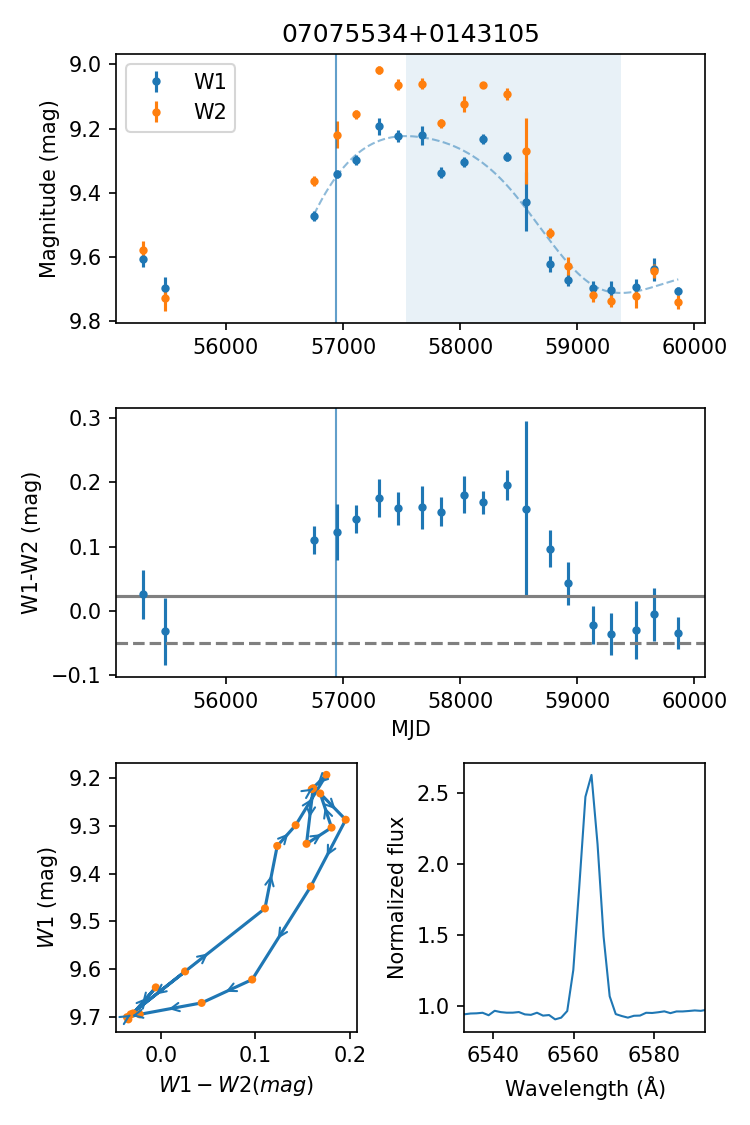 07075534+0143105
Magnitude (mag)
9.0
9.2
9.4
9.6
9.8
W1
W2
56000 57000 58000 59000 60000
W1-W2 (mag)
0.3
0.2
0.1
0.0
−0.1
56000 57000 58000 59000 60000
MJD
W1 (mag)
9.2
9.3
9.4
9.5
9.6
9.7
0.0 0.1 0.2
W1 − W2(mag)
Normalized flux
2.5
2.0
1.5
1.0
6540 6560 6580
Wavelength (Å)